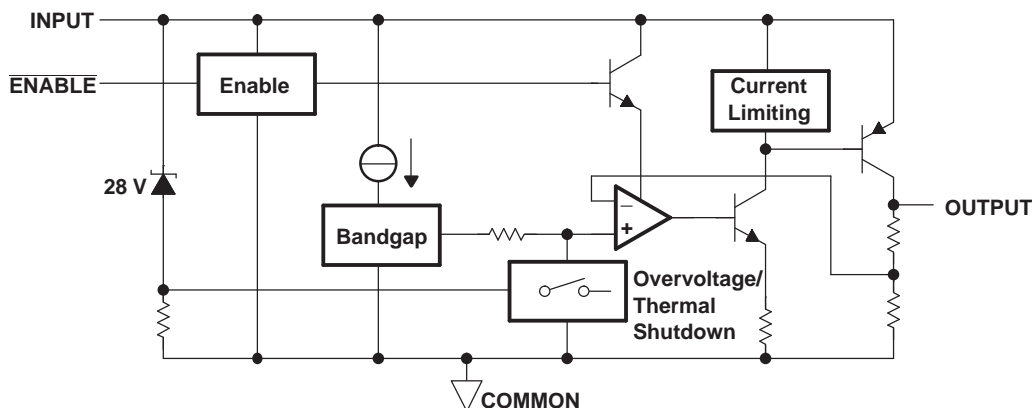 INPUT
ENABLE
Enable
Current
Limiting
28 V
−
+
OUTPUT
Bandgap
Overvoltage/
Thermal
Shutdown
COMMON